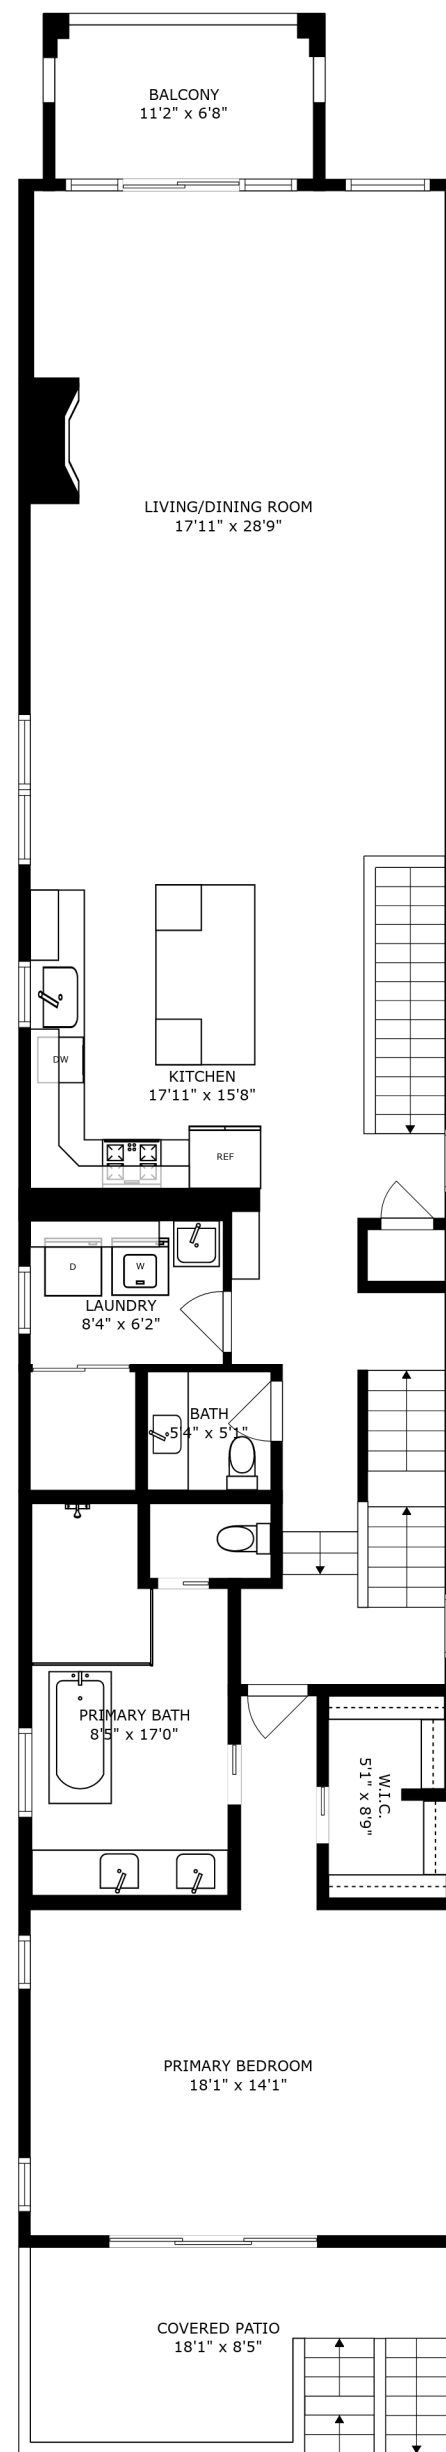 BALCONY
11'2" x 6'8"
LIVING/DINING ROOM
17'11" x 28'9"
DW
KITCHEN
17'11" x 15'8"
REF
D
W
LAUNDRY
8'4" x 6'2"
BATH
5'4" x 5'1"
PRIMARY BATH
8'5" x 17'0"
W.I.C.
5'1" x 8'9"
PRIMARY BEDROOM
18'1" x 14'1"
COVERED PATIO
18'1" x 8'5"